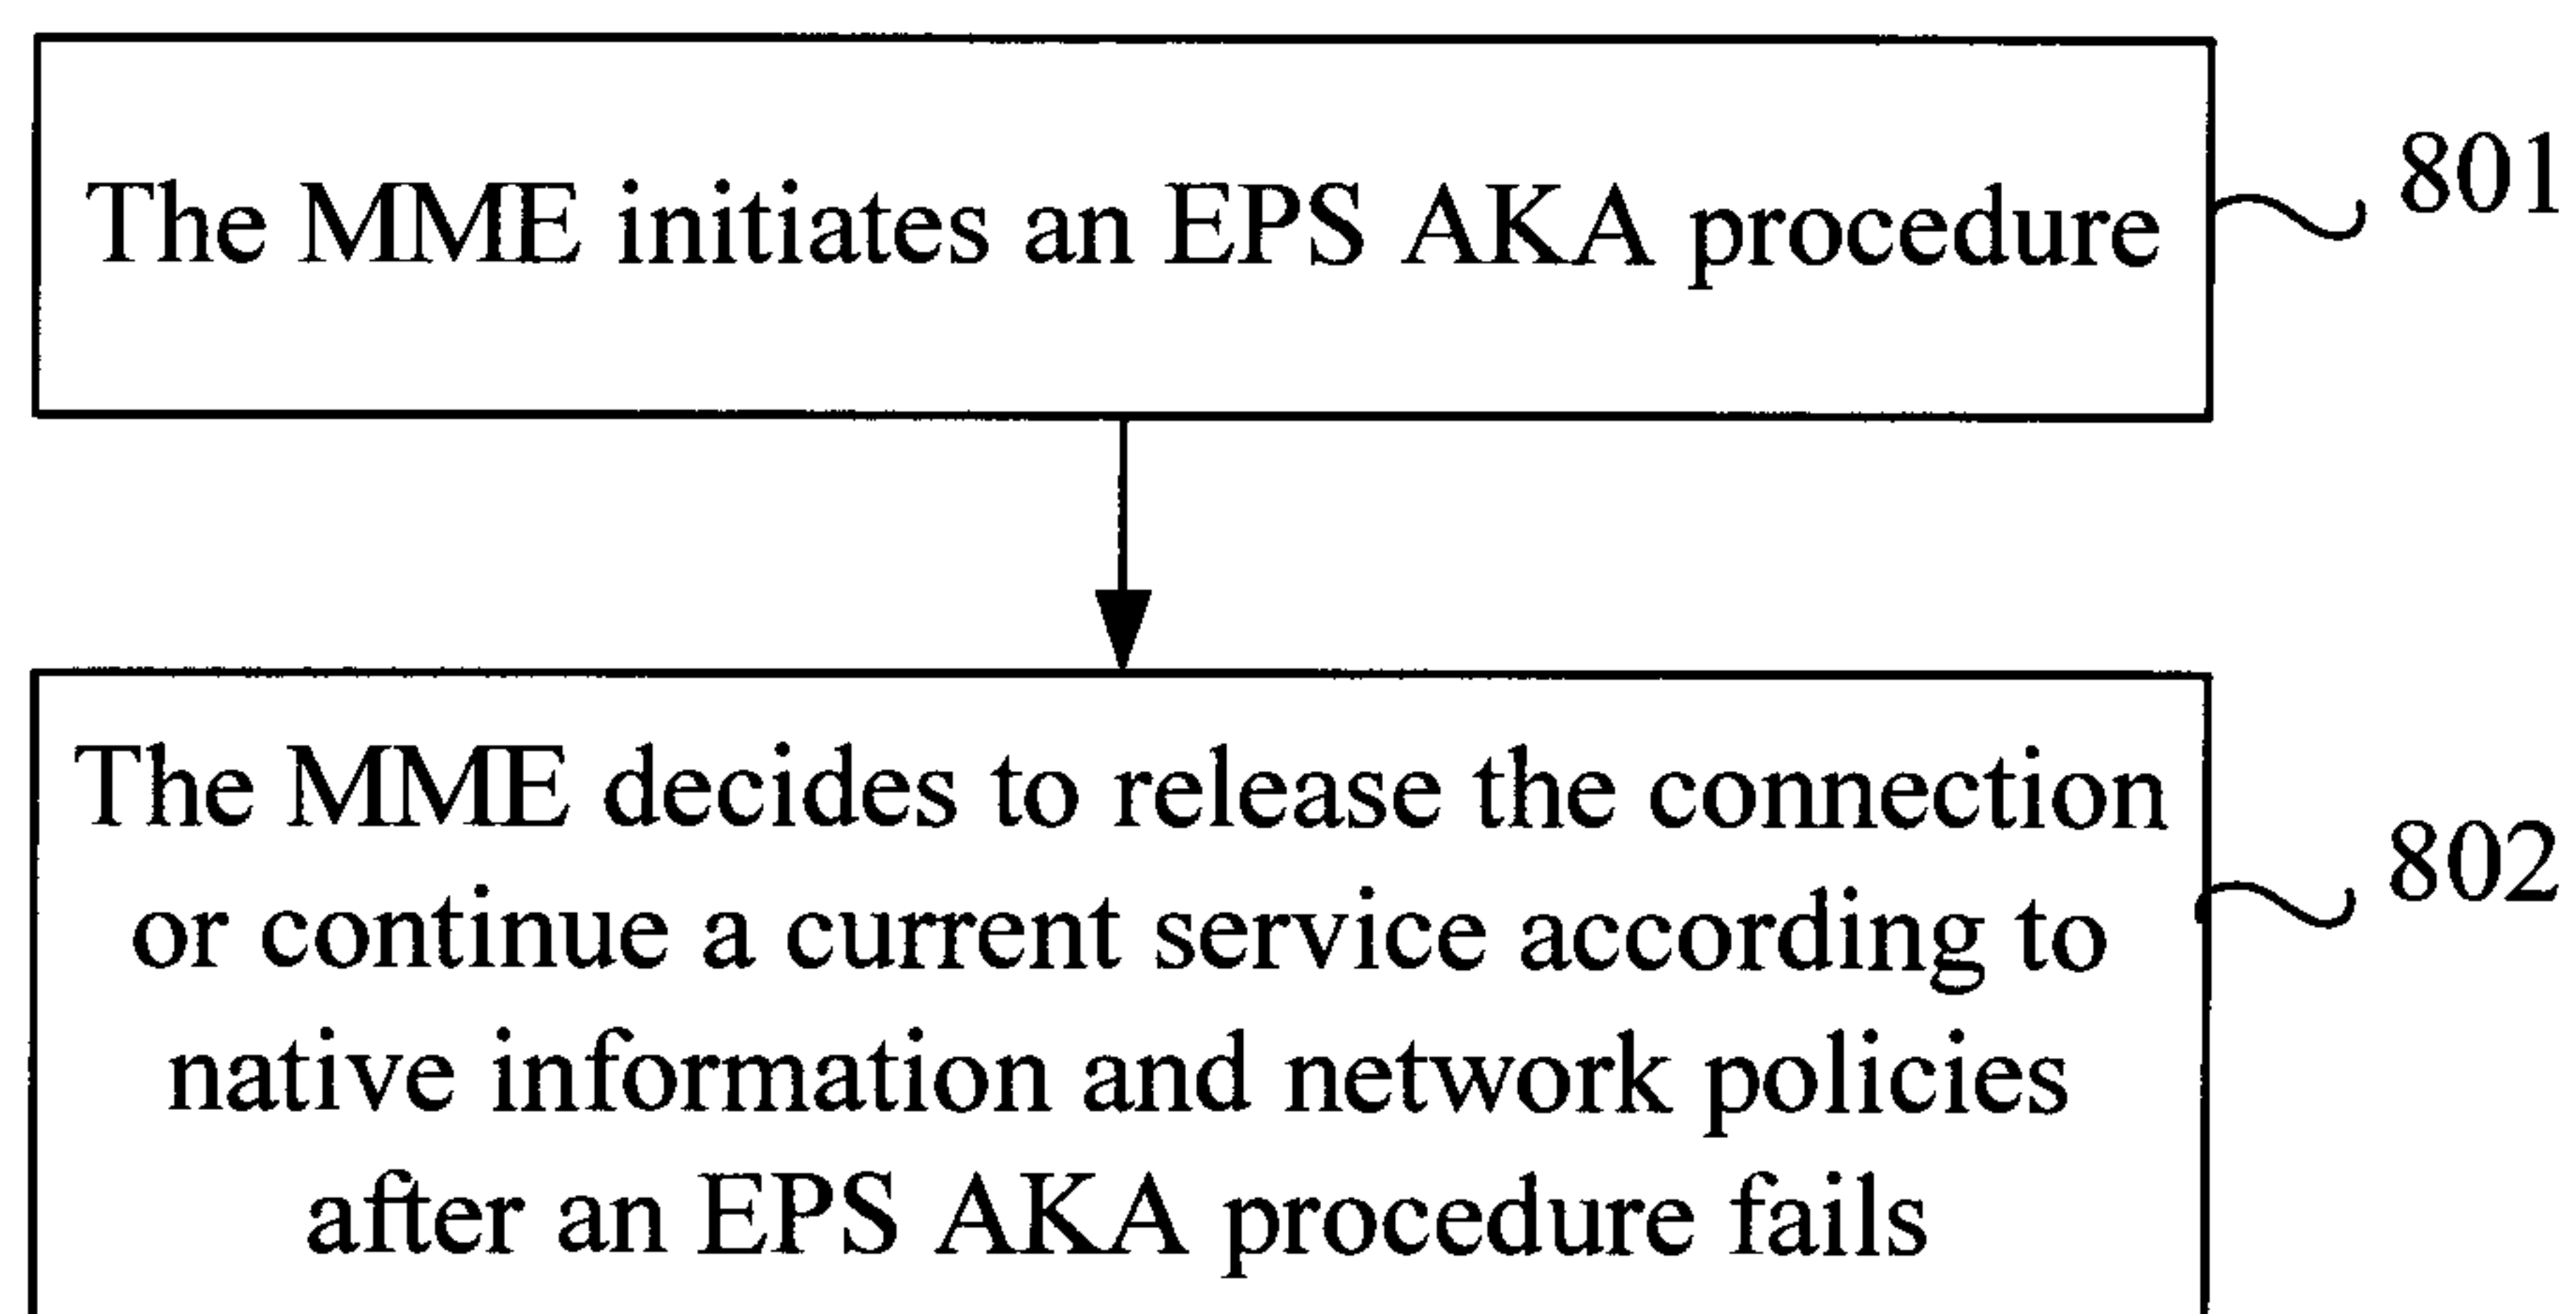 The MME initiates an EPS AKA procedure
801
The MME decides to release the connection
or continue a current service according to
native information and network policies
after an EPS AKA procedure fails
802